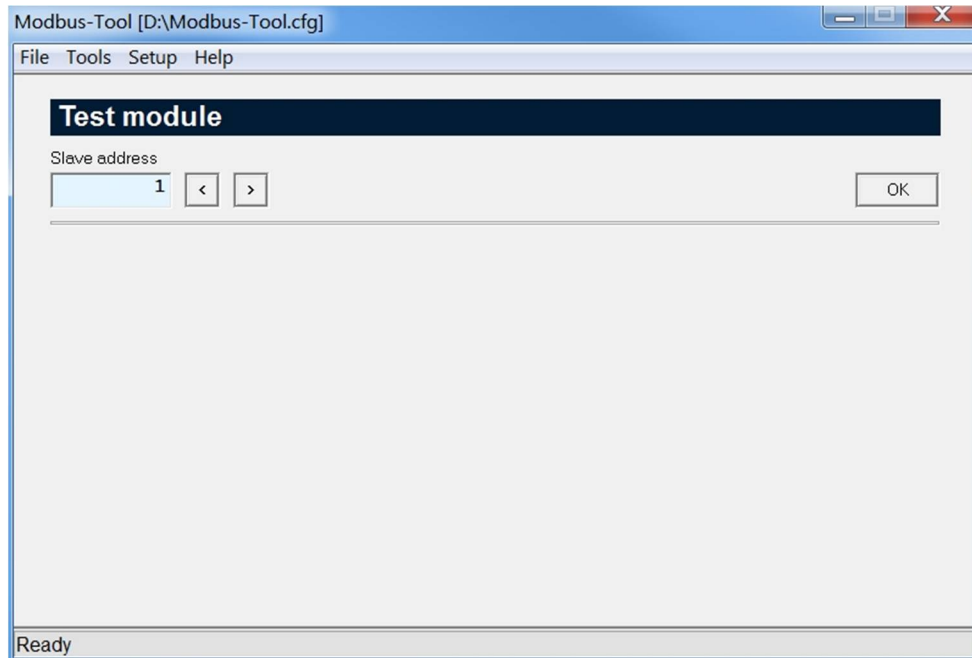 Modbus-Tool [D:\Modbus-Tool.cfg]
File Tools Setup Help
Test module
Slave address
1 < > OK
Ready